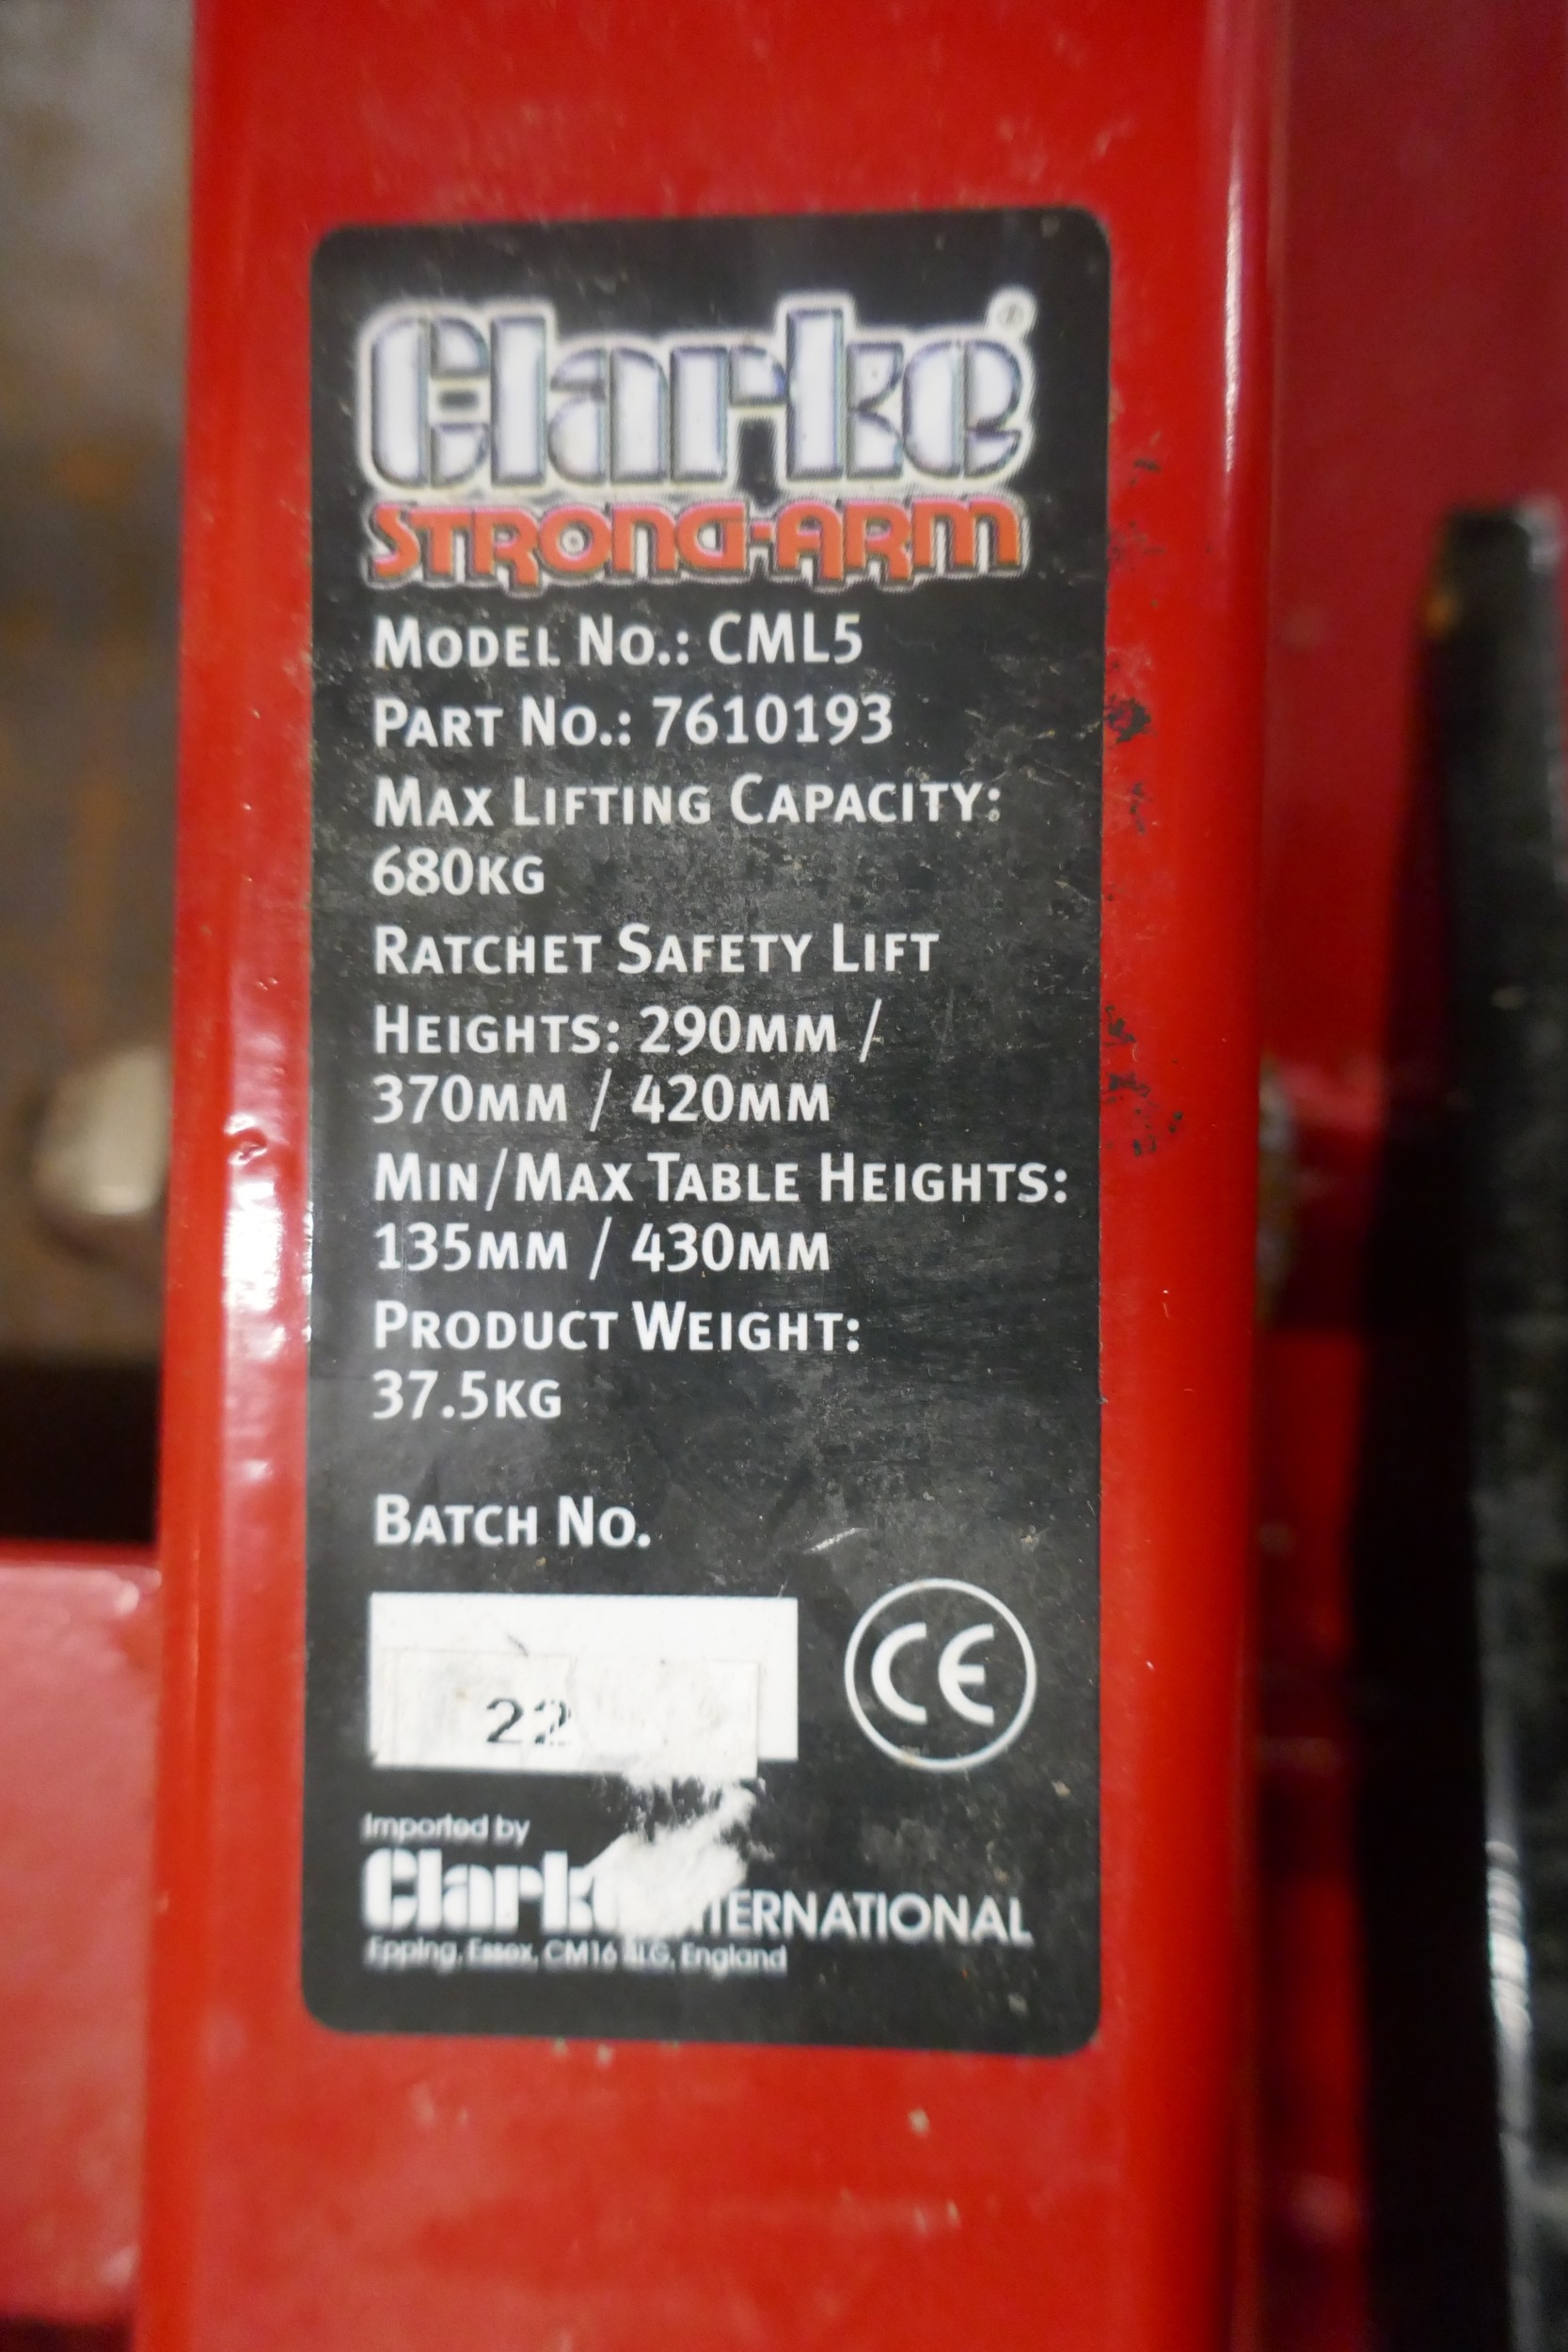 Clarke®
STRONG-ARM
MODEL NO.: CML5
PART NO.: 7610193
MAX LIFTING CAPACITY:
680KG
RATCHET SAFETY LIFT
HEIGHTS: 290MM /
370MM / 420MM
MIN/MAX TABLE HEIGHTS:
135MM / 430MM
PRODUCT WEIGHT:
37.5KG
BATCH NO.
22
CE
Imported by
Clarke INTERNATIONAL
Epping, Essex, CM16 4LG, England